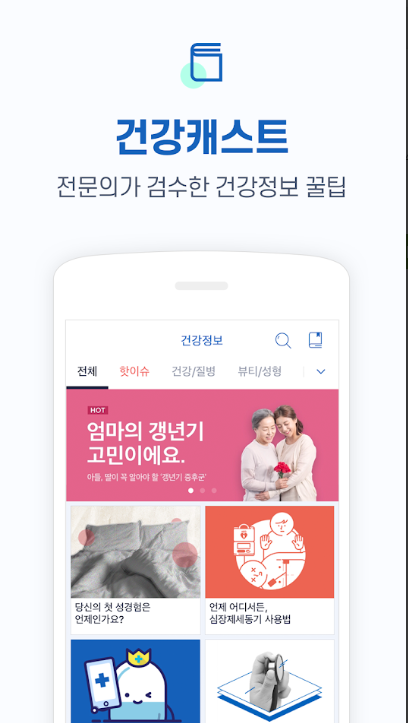 건강캐스트
전문의가 검수한 건강정보 꿀팁
건강정보
전체 핫이슈 건강/질병 뷰티/성형
HOT
엄마의 갱년기
고민이에요.
아들, 딸이 꼭 알아야 할 '갱년기 증후군'
당신의 첫 성경험은
언제인가요?
언제 어디서든,
심장제세동기 사용법